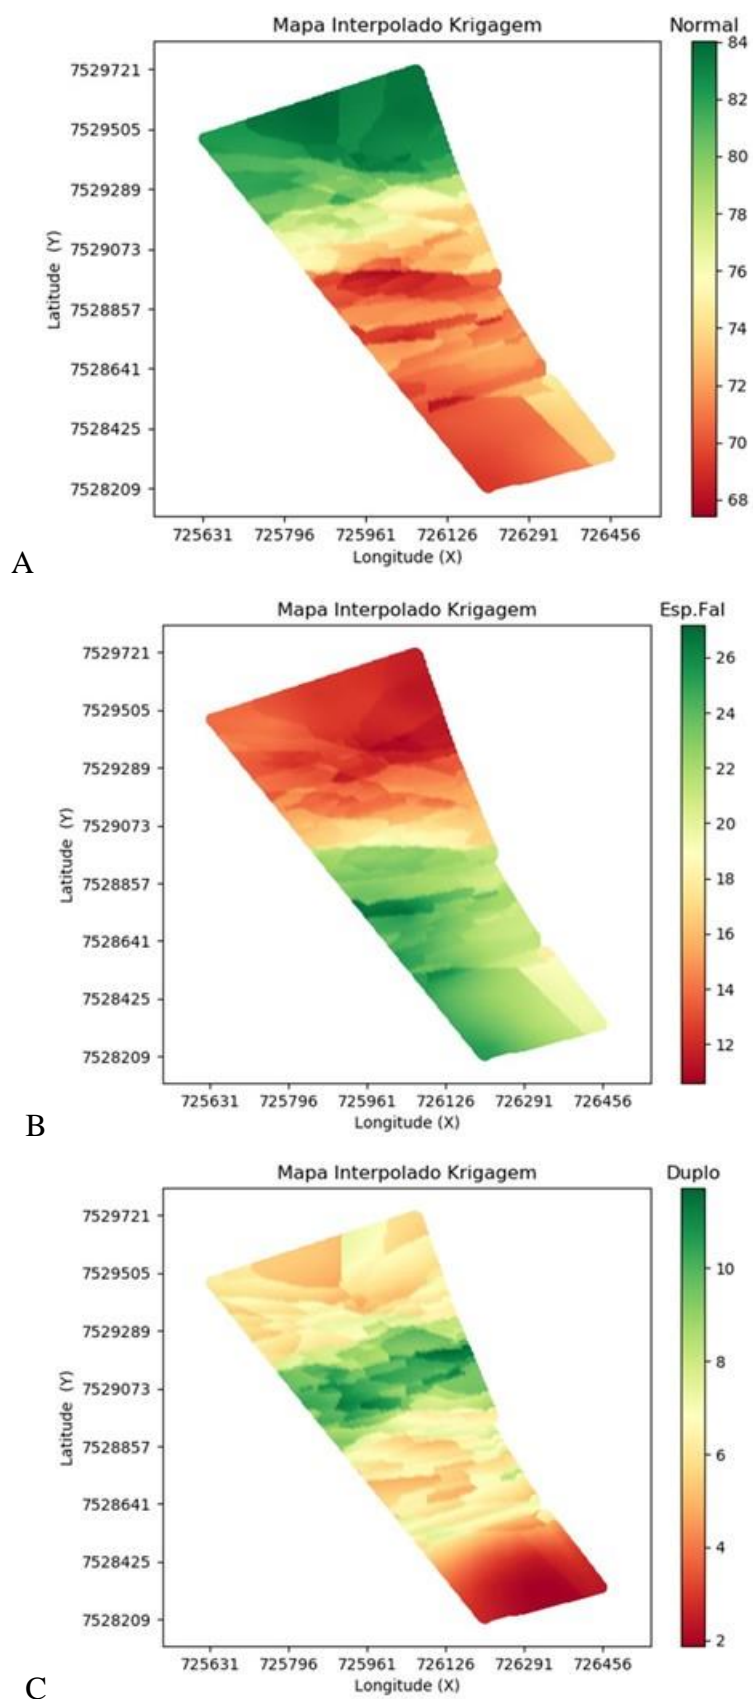 Mapa Interpolado Krigagem
Normal
84
82
80
78
76
74
72
70
68
7529721
7529505
7529289
7529073
7528857
7528641
7528425
7528209
Latitude (Y)
725631 725796 725961 726126 726291 726456
Longitude (X)
A
Mapa Interpolado Krigagem
Esp.Fal
26
24
22
20
18
16
14
12
7529721
7529505
7529289
7529073
7528857
7528641
7528425
7528209
Latitude (Y)
725631 725796 725961 726126 726291 726456
Longitude (X)
B
Mapa Interpolado Krigagem
Duplo
10
8
6
4
2
7529721
7529505
7529289
7529073
7528857
7528641
7528425
7528209
Latitude (Y)
725631 725796 725961 726126 726291 726456
Longitude (X)
C